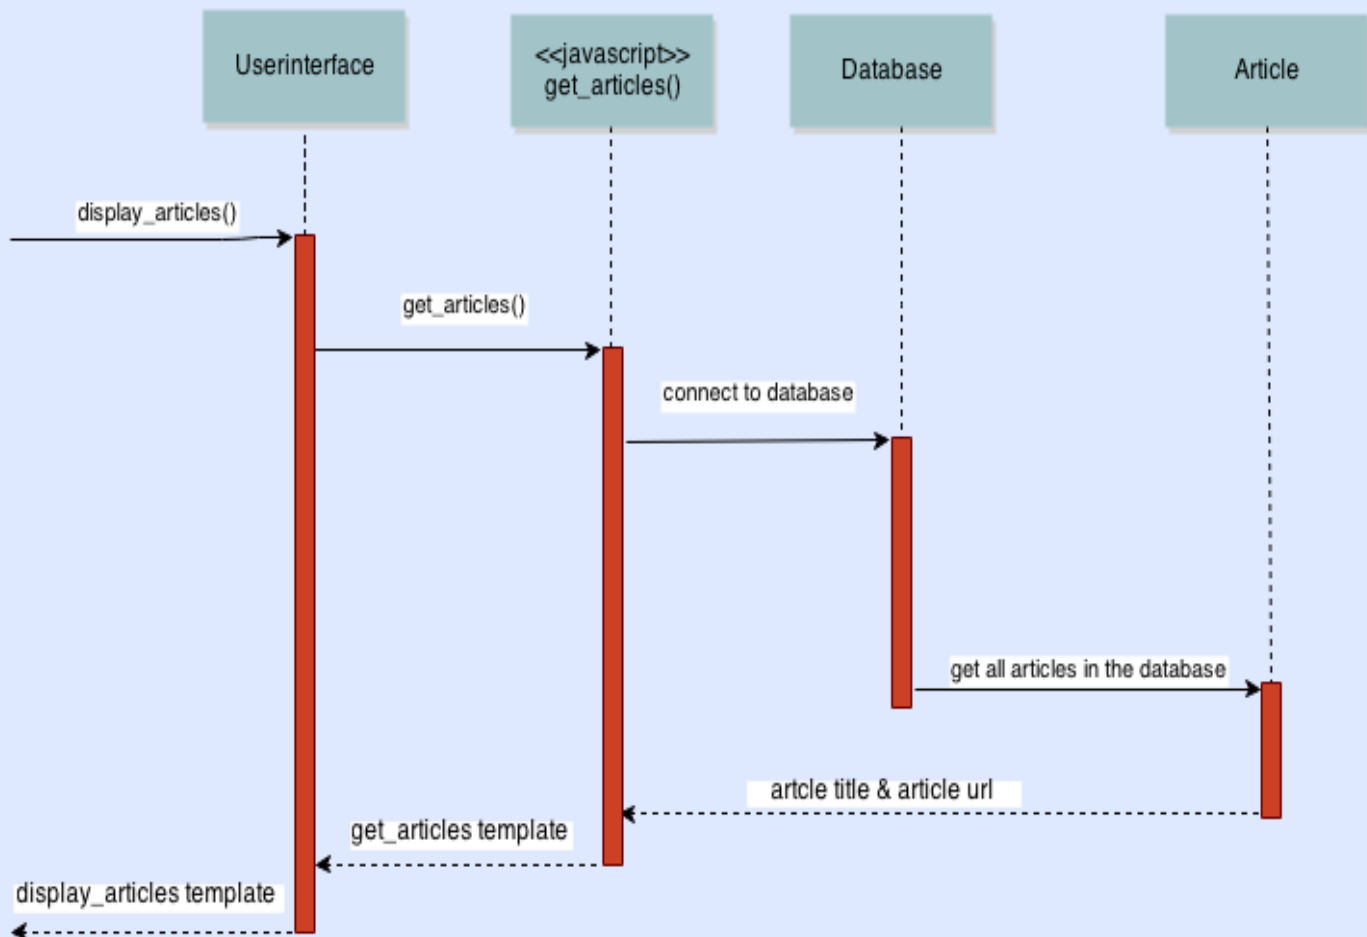 Userinterface
<<javascript>>
get_articles()
Database
Article
display_articles()
get_articles()
connect to database
get all articles in the database
artcle title & article url
get_articles template
display_articles template